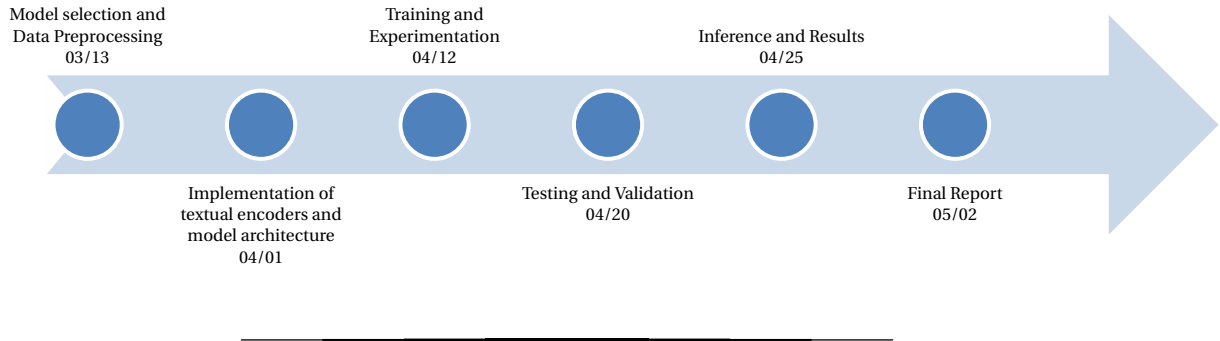 Model selection and
Data Preprocessing
03/13
Implementation of
textual encoders and
model architecture
04/01
Training and
Experimentation
04/12
Testing and Validation
04/20
Inference and Results
04/25
Final Report
05/02